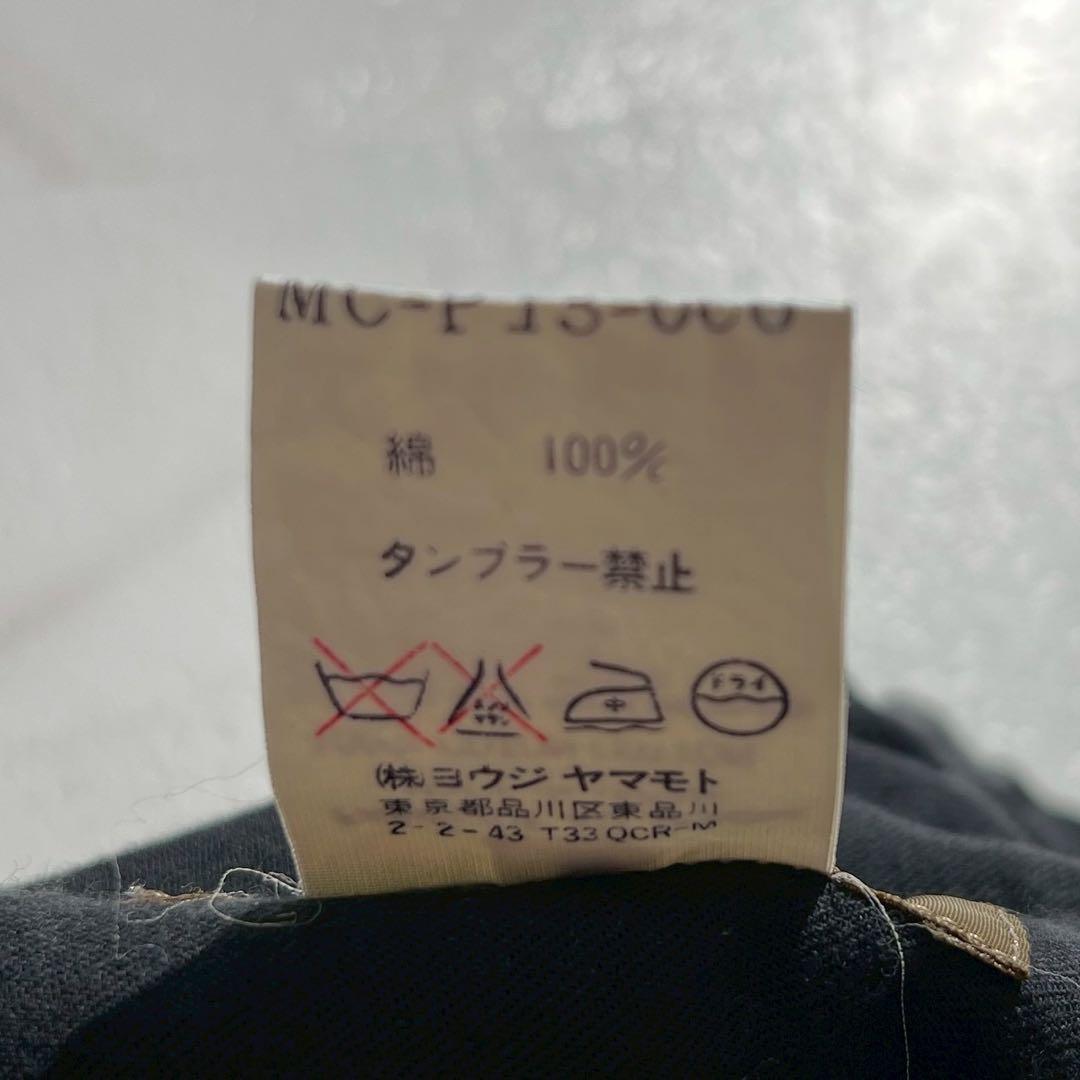 綿 100%
タンブラー禁止
中
ドライ
(株)ヨウジ ヤマモト
東京都品川区東品川
2-2-43 T33 QCR-M